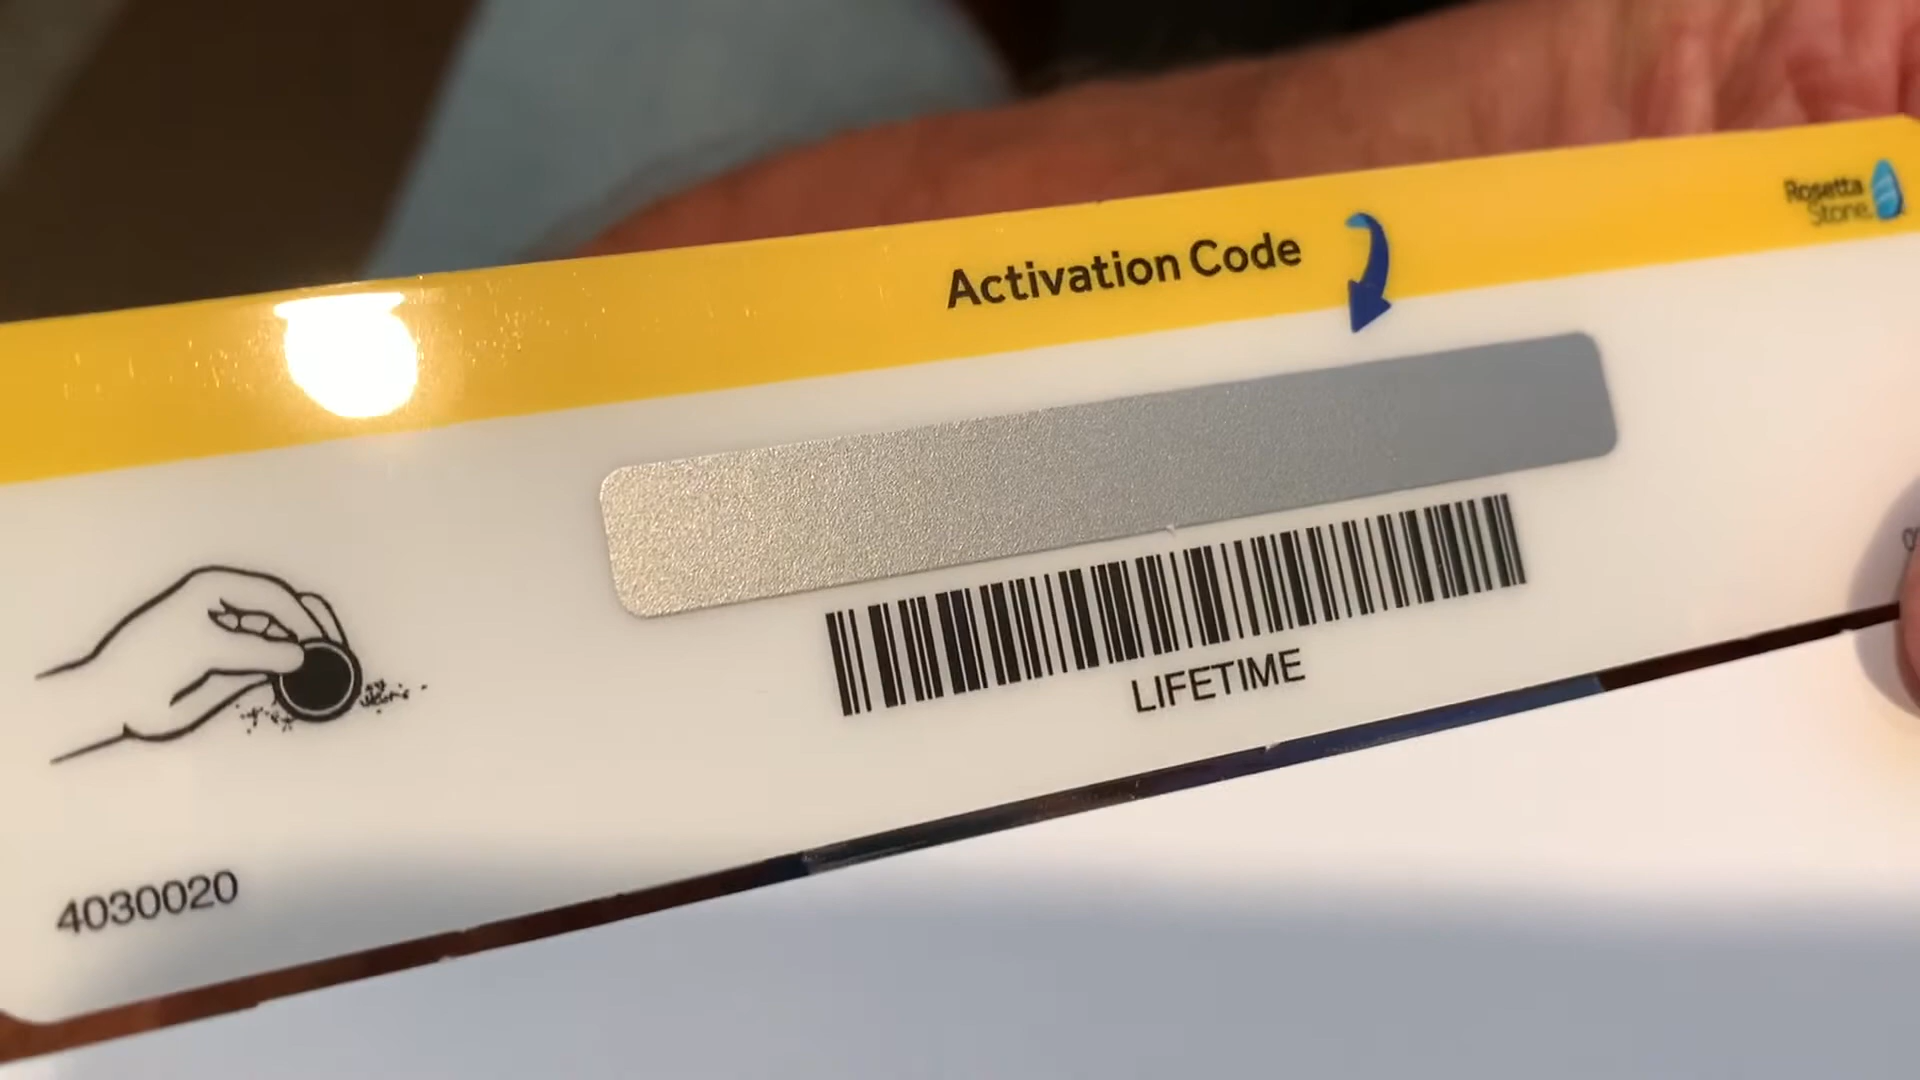 Rosetta
Stone
Activation Code
LIFETIME
4030020